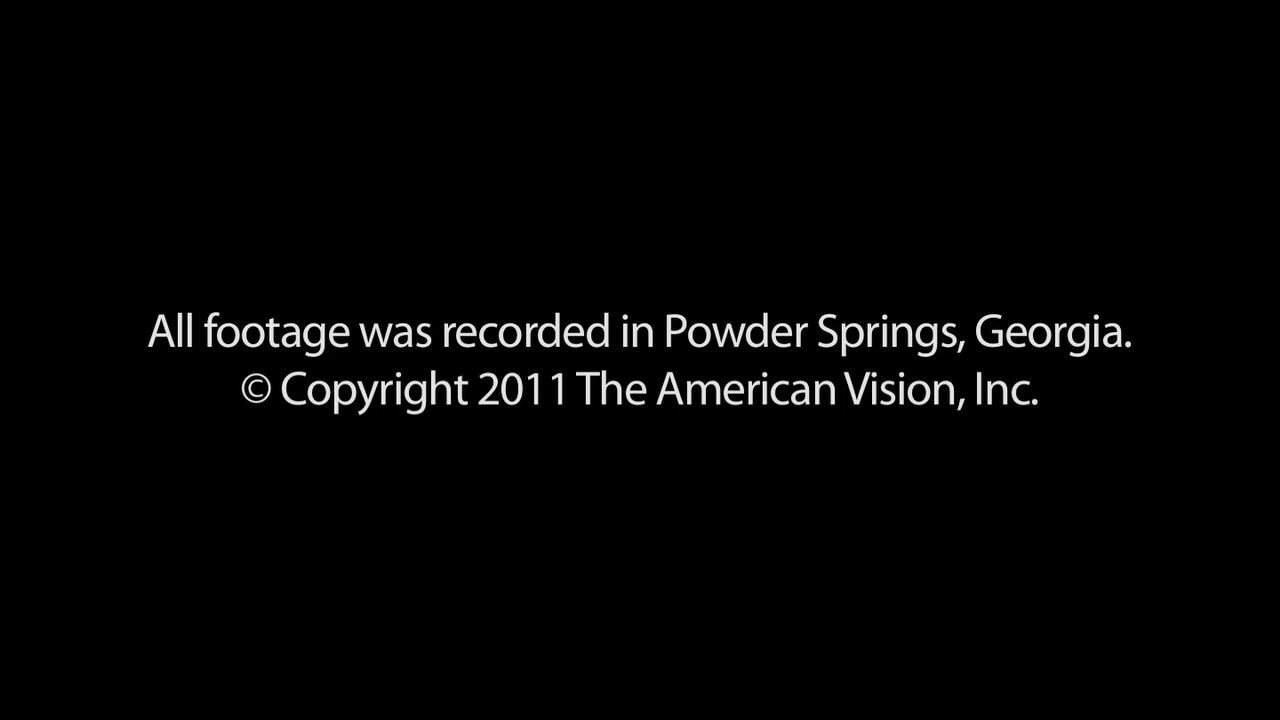 All footage was recorded in Powder Springs, Georgia.
© Copyright 2011 The American Vision, Inc.